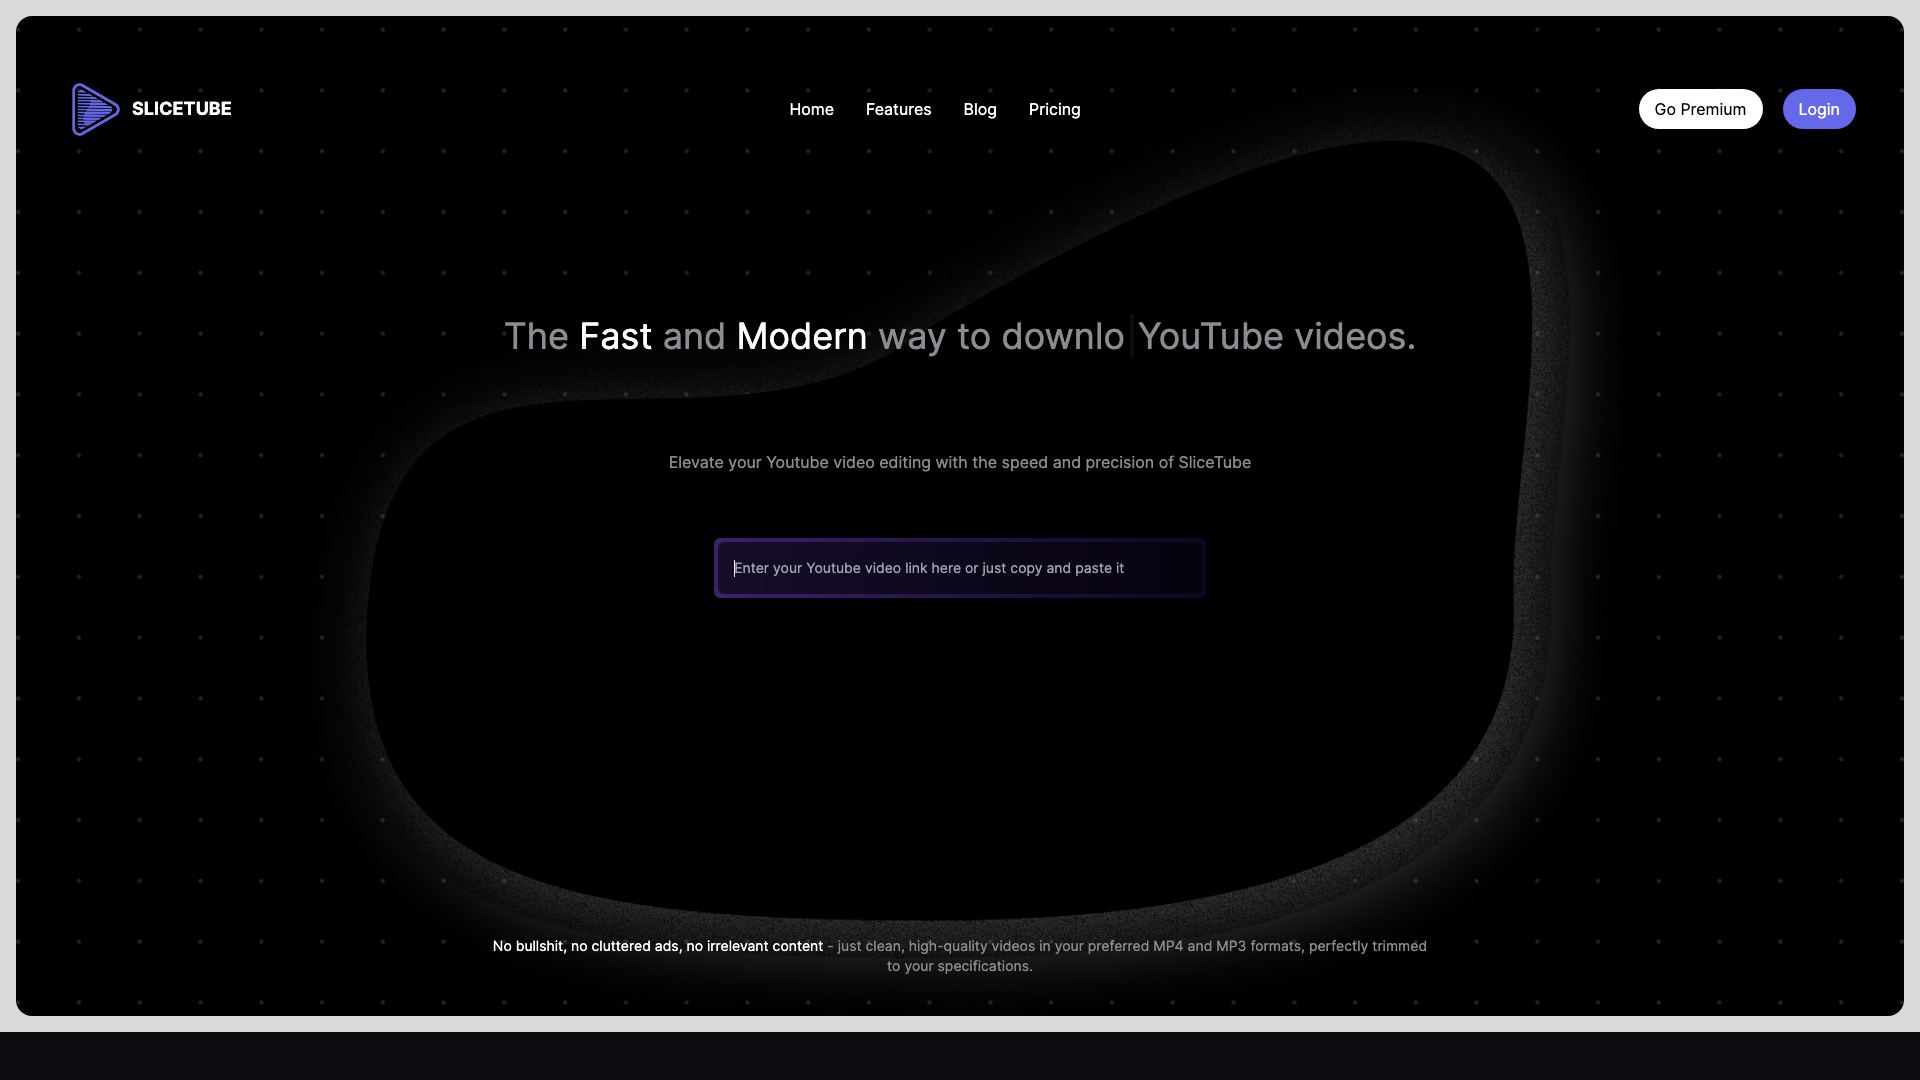 SLICETUBE
Home
Features
Blog
Pricing
Go Premium
Login
The Fast and Modern way to downlo YouTube videos.
Elevate your Youtube video editing with the speed and precision of SliceTube
Enter your Youtube video link here or just copy and paste it
No bullshit, no cluttered ads, no irrelevant content - just clean, high-quality videos in your preferred MP4 and MP3 formats, perfectly trimmed
to your specifications.